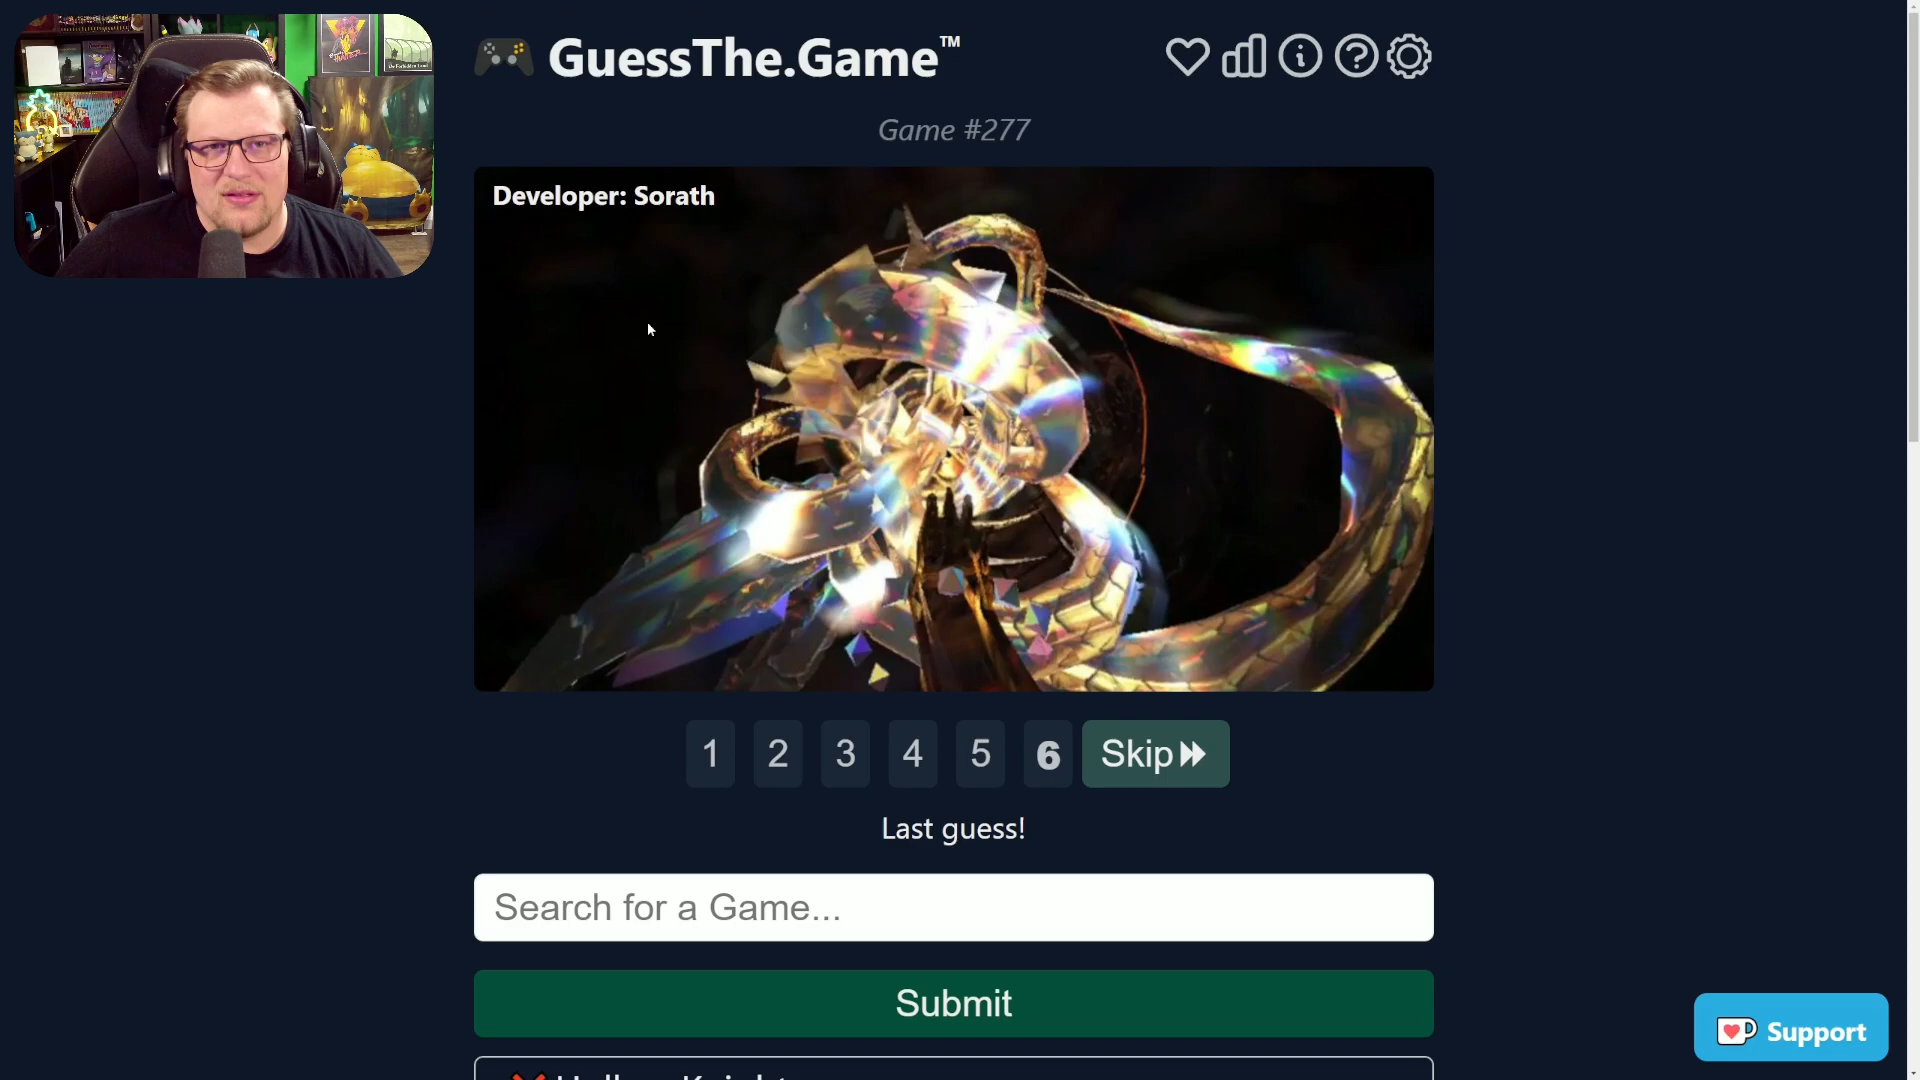 GuessThe.Game™
Game #277
Developer: Sorath
1 2 3 4 5 6 Skip
Last guess!
Search for a Game...
Submit
Support